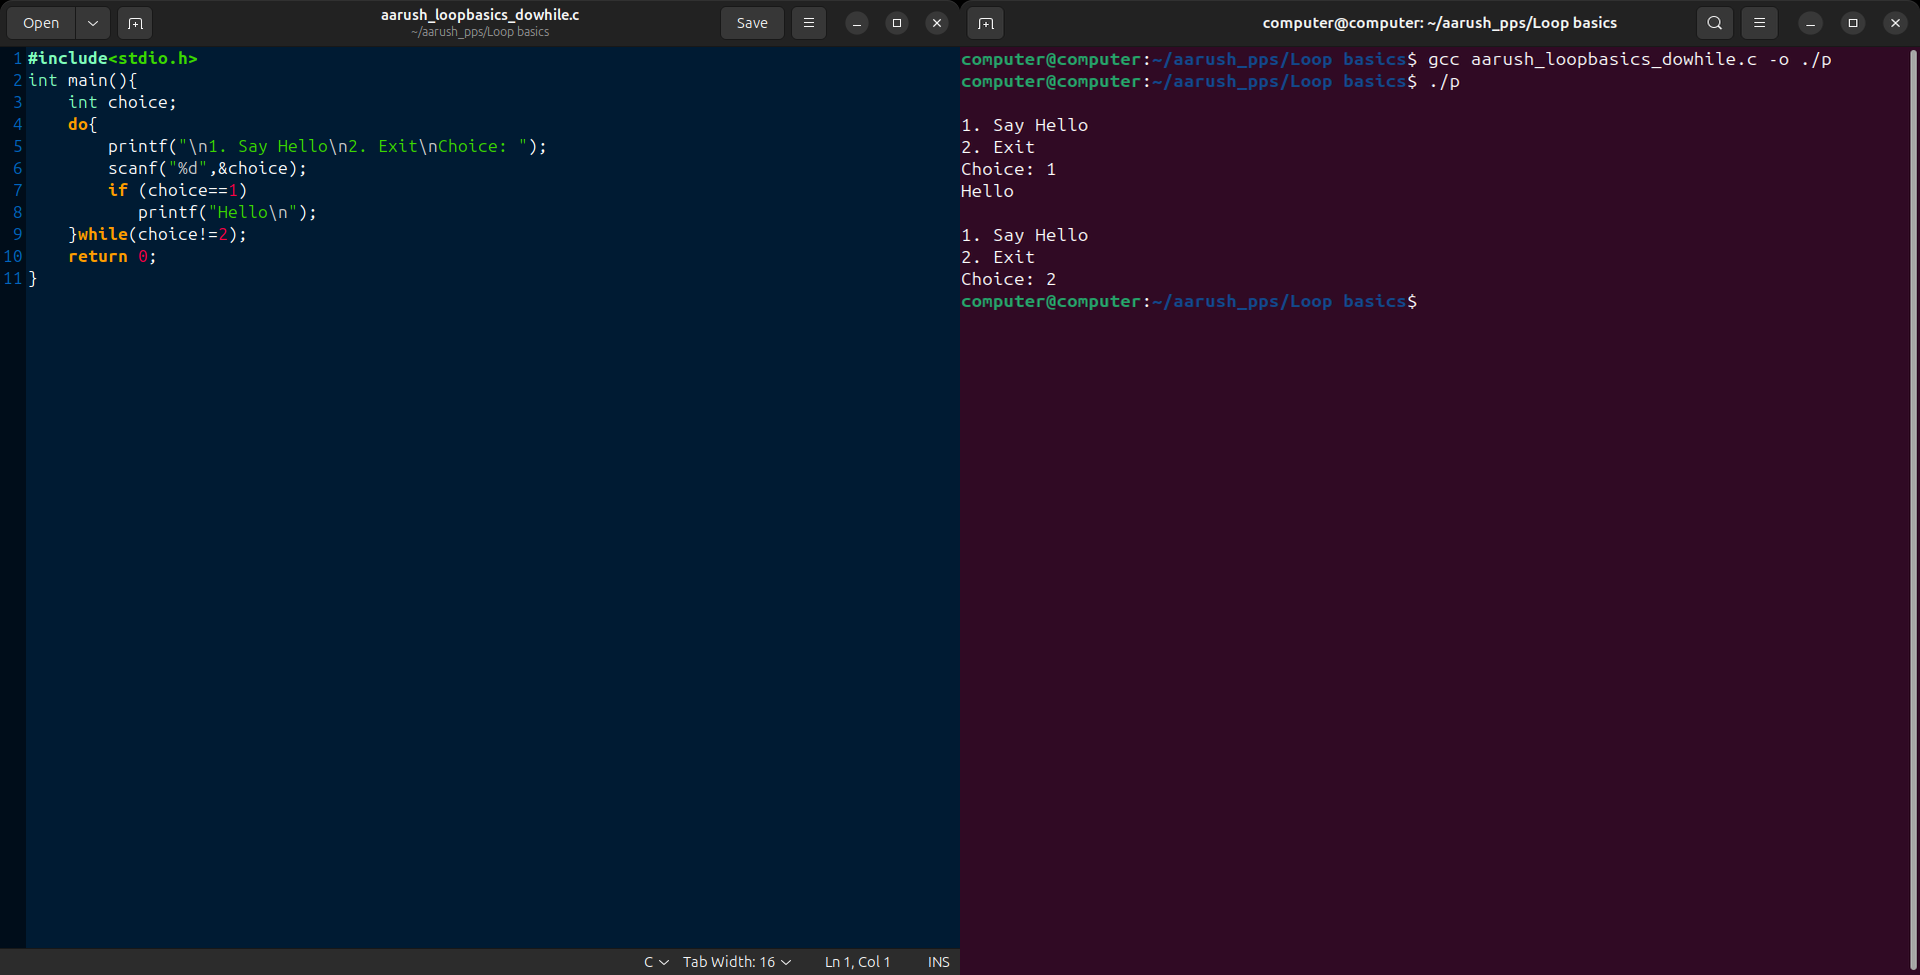 Open
aarush_loopbasics_dowhile.c
~/aarush_pps/Loop basics
Save
1 #include<stdio.h>
2 int main(){
3     int choice;
4     do{
5         printf("\n1. Say Hello\n2. Exit\nChoice: ");
6         scanf("%d",&choice);
7         if (choice==1)
8            printf("Hello\n");
9     }while(choice!=2);
10     return 0;
11 }
C Tab Width: 16 Ln 1, Col 1 INS
computer@computer: ~/aarush_pps/Loop basics
computer@computer:~/aarush_pps/Loop basics$ gcc aarush_loopbasics_dowhile.c -o ./p
computer@computer:~/aarush_pps/Loop basics$ ./p
1. Say Hello
2. Exit
Choice: 1
Hello
1. Say Hello
2. Exit
Choice: 2
computer@computer:~/aarush_pps/Loop basics$